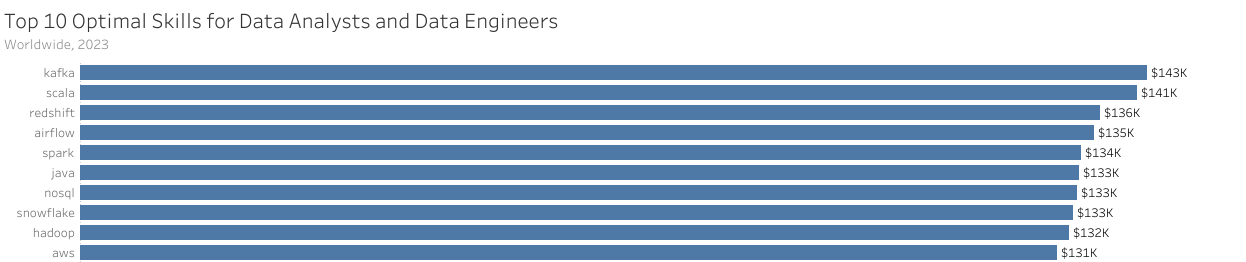 Top 10 Optimal Skills for Data Analysts and Data Engineers
Worldwide, 2023
kafka $143K
scala $141K
redshift $136K
airflow $135K
spark $134K
java $133K
nosql $133K
snowflake $133K
hadoop $132K
aws $131K